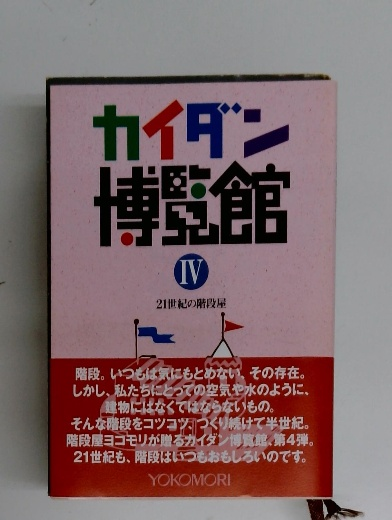 カイダン
博覧館
IV
21世紀の階段屋
階段。いつもは気にもとめない、その存在。
しかし、私たちにとっての空気や水のように、
建物にはなくてはならないもの。
そんな階段をコツコツ、つくり続けて半世紀。
階段屋ヨコモリが贈るカイダン博覧館、第4弾。
21世紀も、階段はいつもおもしろいのです。
YOKOMORI